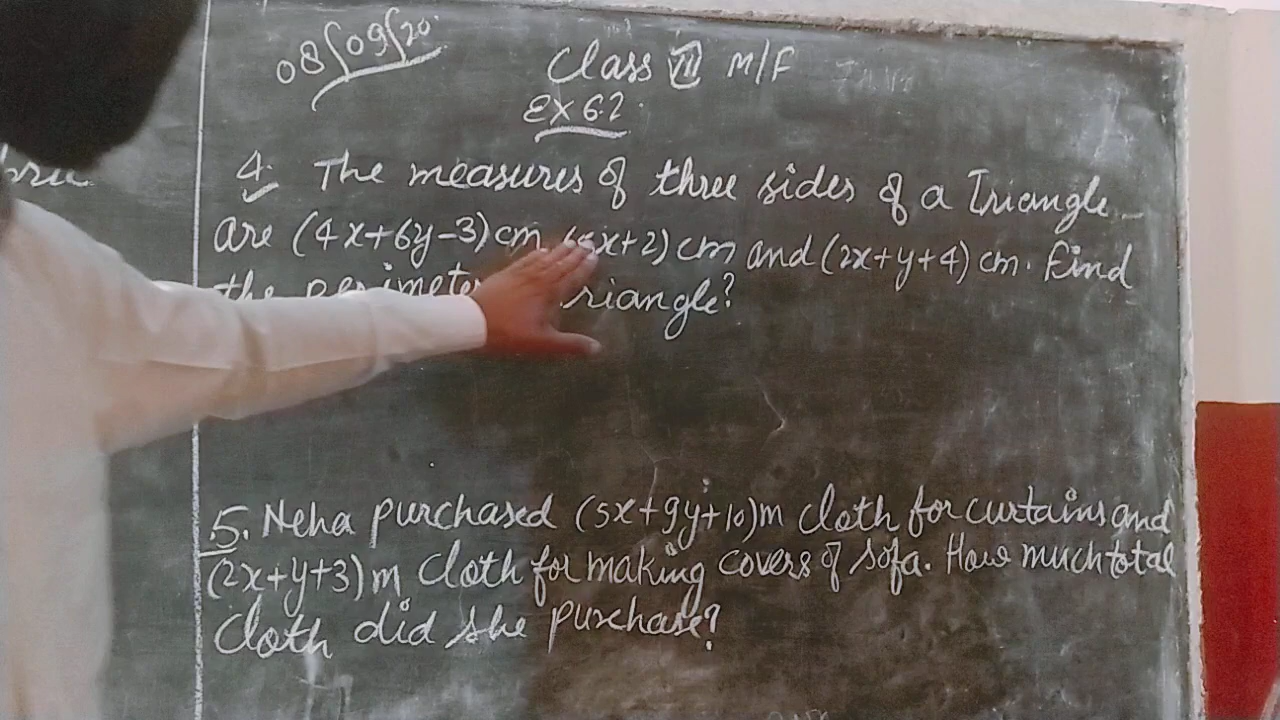 08/09/20
Class VII M/F
Ex 6.2.
4. The measures of three sides of a Triangle
are (4x+6y-3)cm, x+2) cm and (2x+y+4) cm. Find
the perimeter triangle?
5. Neha purchased (5x+9y+10)m cloth for curtains and
(2x+y+3)m cloth for making covers of sofa. How much total
cloth did she purchase?